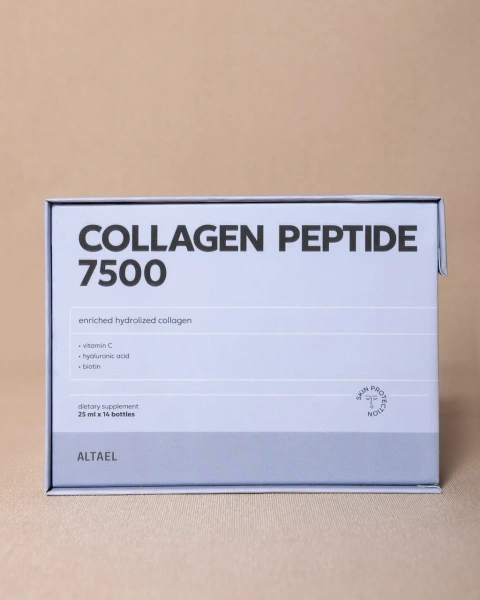 COLLAGEN PEPTIDE
7500
enriched hydrolized collagen
• vitamin C
• hyaluronic acid
• biotin
dietary supplement
25 ml x 14 bottles
SKIN PROTECTION
ALTAEL